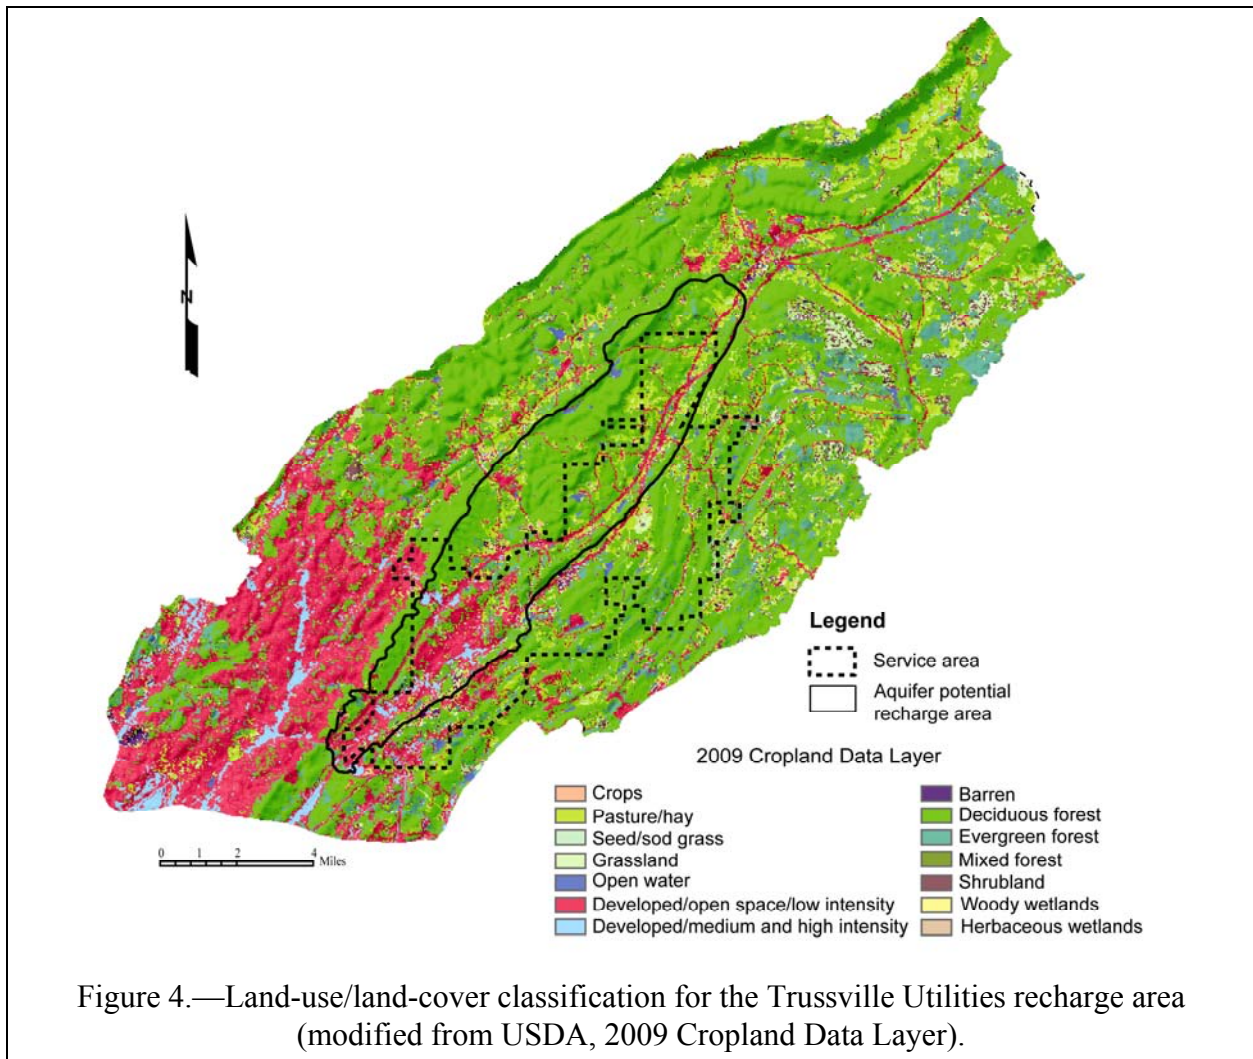 N
Legend
Service area
Aquifer potential
recharge area
2009 Cropland Data Layer
Crops
Pasture/hay
Seed/sod grass
Grassland
Open water
Developed/open space/low intensity
Developed/medium and high intensity
Barren
Deciduous forest
Evergreen forest
Mixed forest
Shrubland
Woody wetlands
Herbaceous wetlands
0 1 2 4
Miles
Figure 4.—Land-use/land-cover classification for the Trussville Utilities recharge area
(modified from USDA, 2009 Cropland Data Layer).